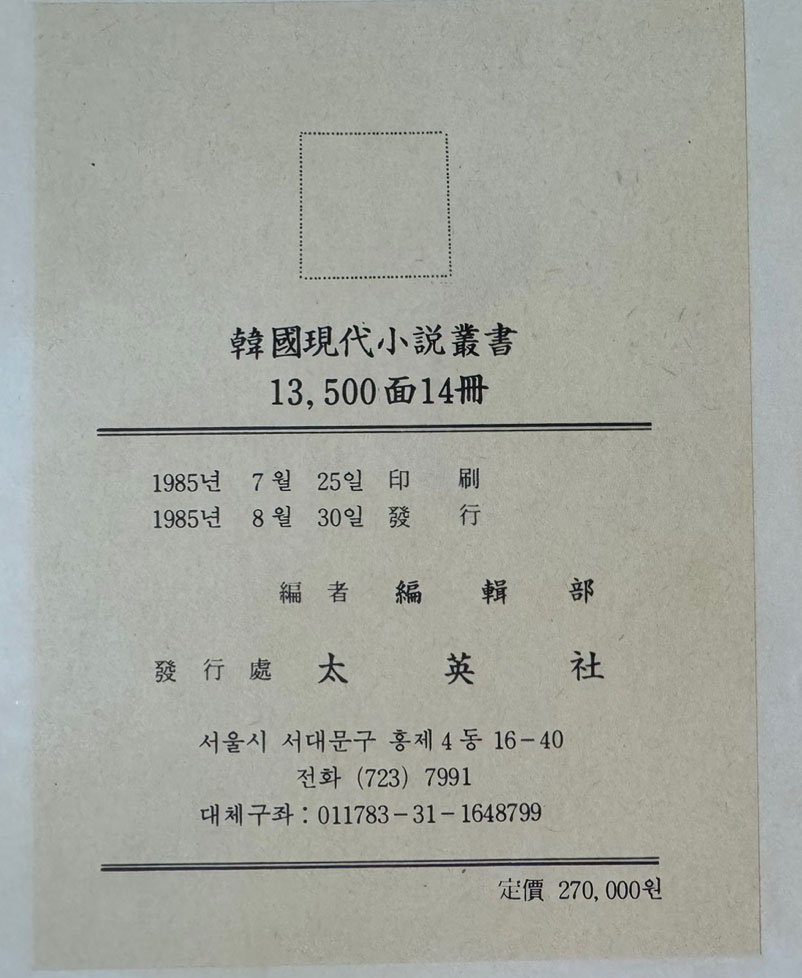 韓國現代小説叢書
13,500面14冊
1985년 7월 25일 印 刷
1985년 8월 30일 發 行
編 者 編 輯 部
發 行 處 太 英 社
서울시 서대문구 홍제4동 16-40
전화 (723) 7991
대체구좌 : 011783-31-1648799
定價 270,000원